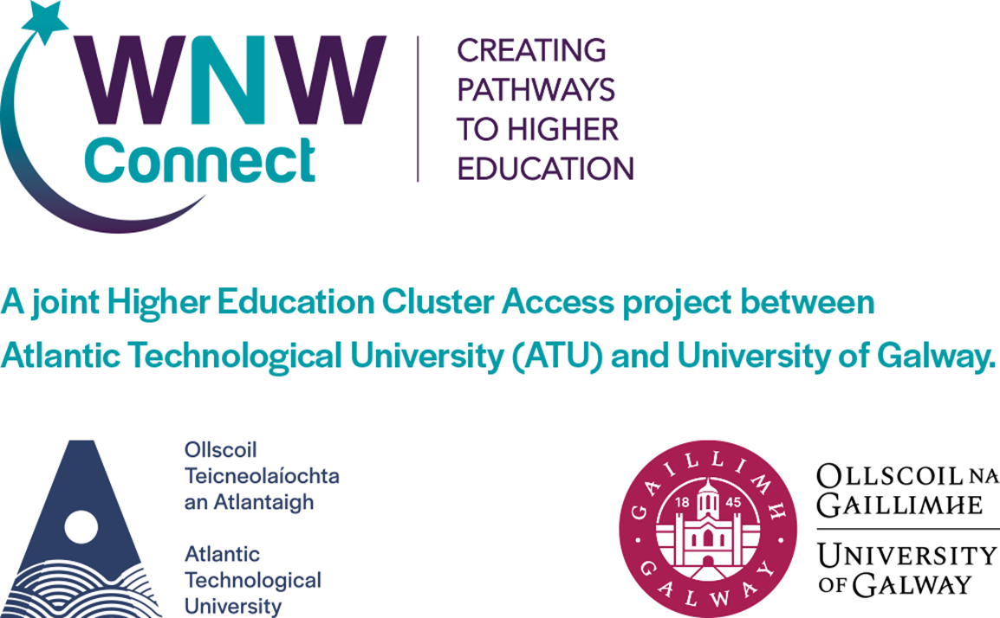 WNW
Connect
CREATING
PATHWAYS
TO HIGHER
EDUCATION
A joint Higher Education Cluster Access project between
Atlantic Technological University (ATU) and University of Galway.
Ollscoil
Teicneolaíochta
an Atlantaigh
Atlantic
Technological
University
GAILLIMH
18 45
GALWAY
OLLSCOIL NA
GAILLIMHE
UNIVERSITY
OF GALWAY